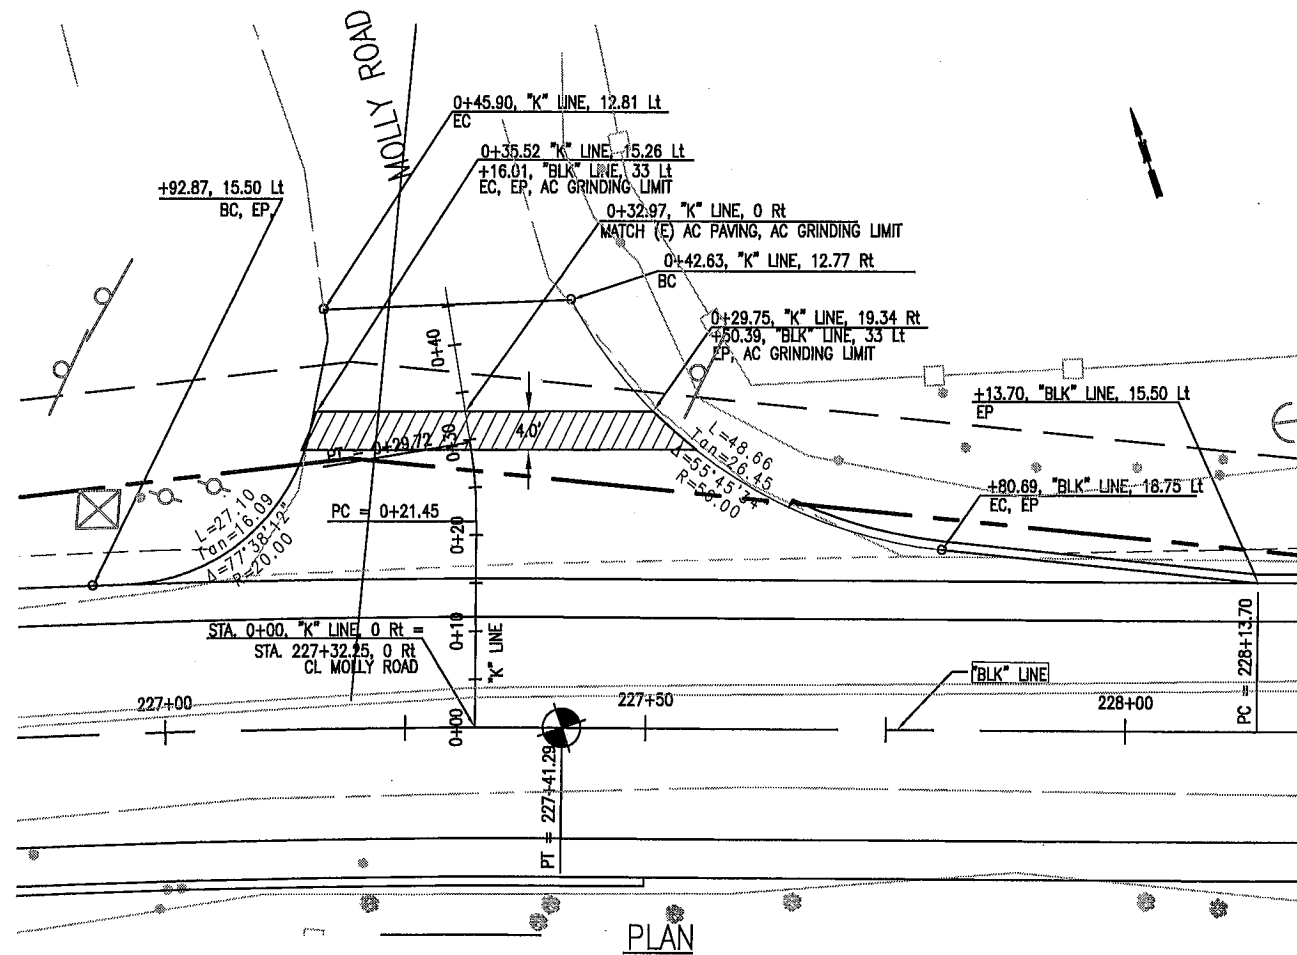 MOLLY ROAD
0+45.90, "K" LINE, 12.81 Lt
EC
0+35.52 "K" LINE, 15.26 Lt
+16.01, "BLK" LINE, 33 Lt
EC, EP, AC GRINDING LIMIT
+92.87, 15.50 Lt
BC, EP,
0+32.97, "K" LINE, 0 Rt
MATCH (E) AC PAVING, AC GRINDING LIMIT
0+42.63, "K" LINE, 12.77 Rt
BC
0+29.75, "K" LINE, 19.34 Rt
+50.39, "BLK" LINE, 33 Lt
EP, AC GRINDING LIMIT
+13.70, "BLK" LINE, 15.50 Lt
EP
0+40
4.0'
0+30
PT = 0+29.72
L=48.66
Tan=26.45
Δ=55°45'34"
R=50.00
+80.69, "BLK" LINE, 18.75 Lt
EC, EP
L=27.10
Tan=16.09
Δ=77°38'12"
R=20.00
PC = 0+21.45
0+20
0+10
"K" LINE
STA. 0+00, "K" LINE, 0 Rt =
STA. 227+32.25, 0 Rt
CL MOLLY ROAD
"BLK" LINE
227+00
227+50
228+00
0+00
PC = 228+13.70
PT = 227+41.29
PLAN